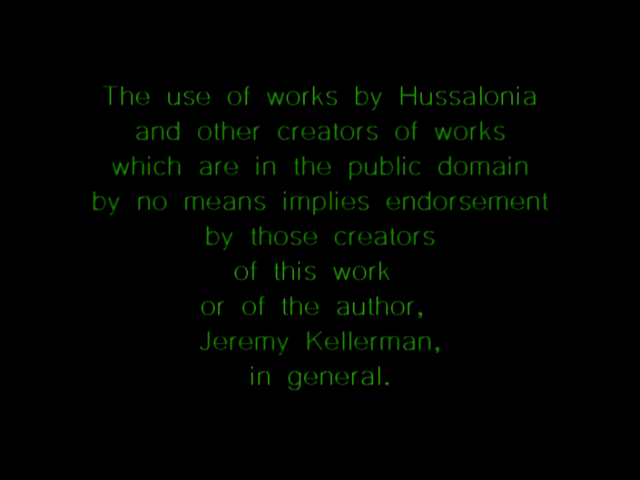 The use of works by Hussalonia
and other creators of works
which are in the public domain
by no means implies endorsement
by those creators
of this work
or of the author,
Jeremy Kellerman,
in general.